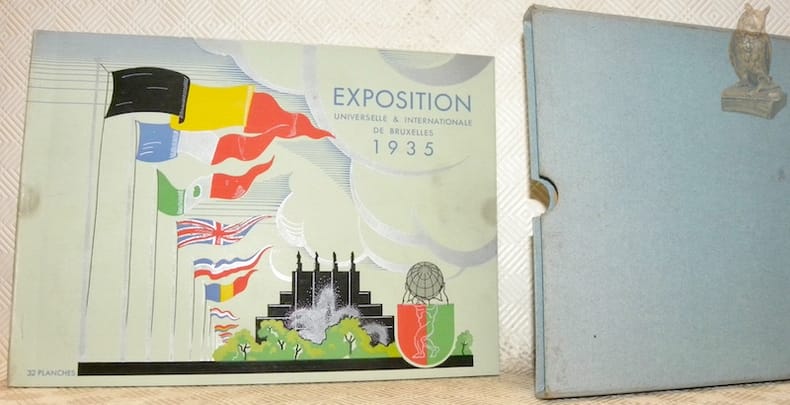 EXPOSITION
UNIVERSELLE & INTERNATIONALE
DE BRUXELLES
1935
32 PLANCHES